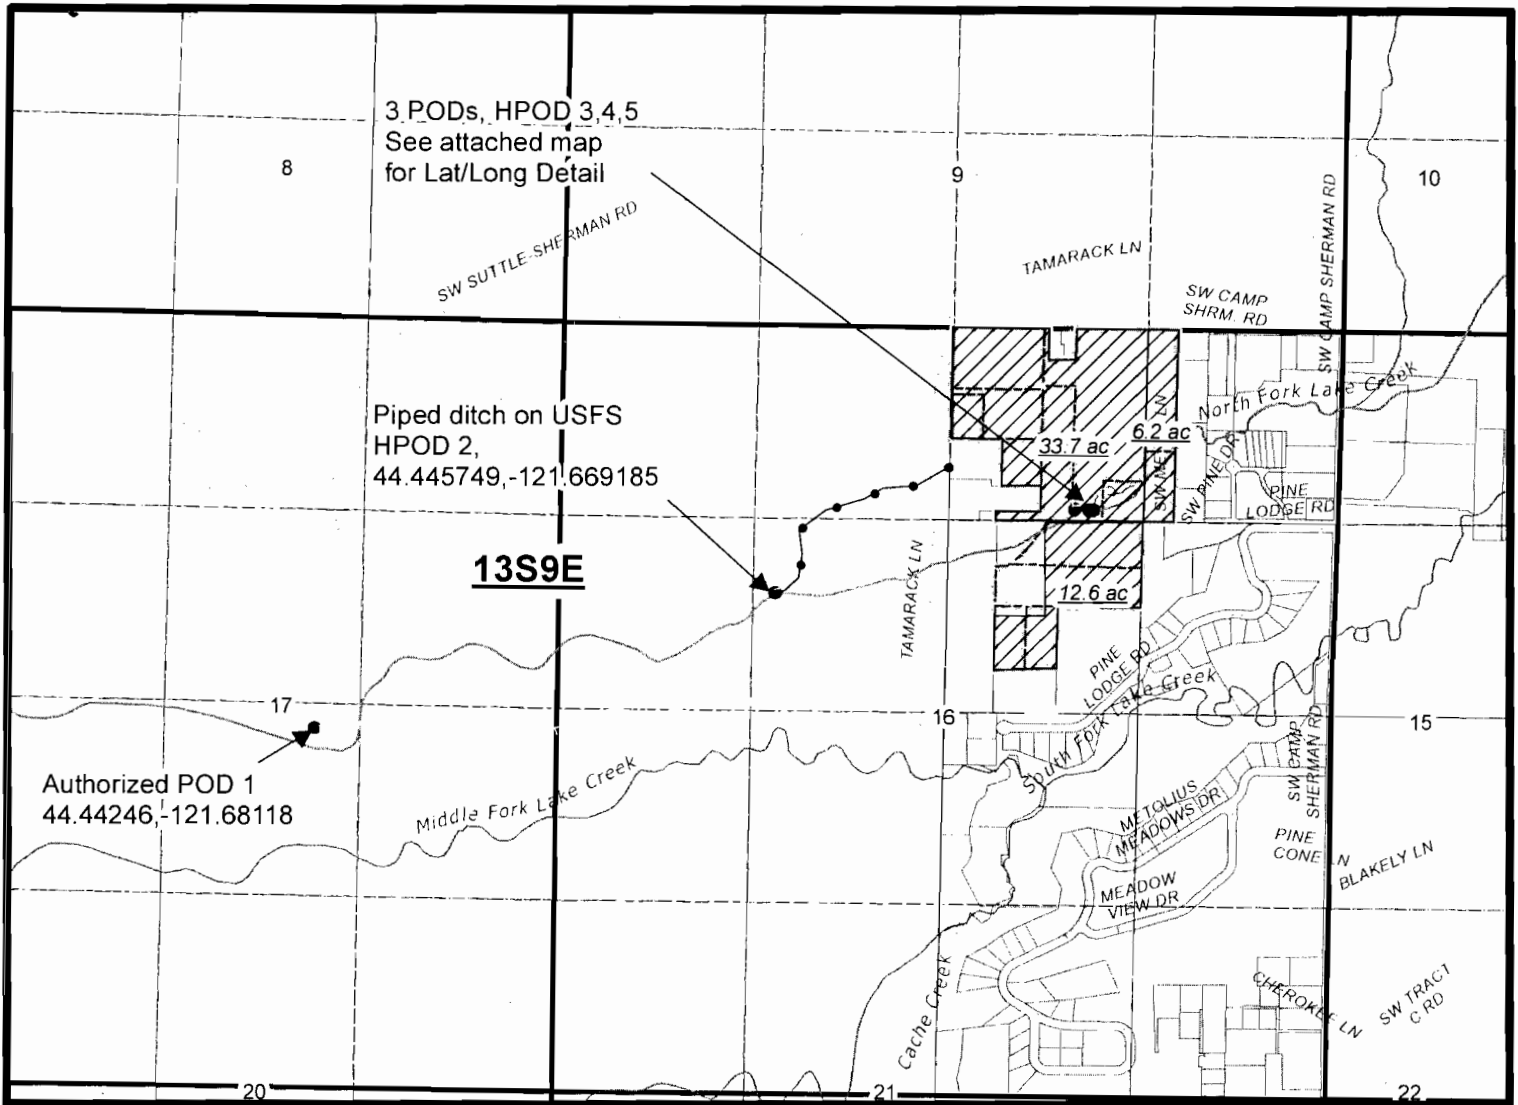 3 PODs, HPOD 3,4,5
See attached map
for Lat/Long Detail
8
9
10
SW SUTTLE-SHERMAN RD
TAMARACK LN
SW CAMP
SHRM. RD
SW CAMP SHERMAN RD
North Fork Lake Creek
Piped ditch on USFS
HPOD 2,
44.445749,-121.669185
33.7 ac
6.2 ac
SW PINE DR
PINE
LODGE RD
13S9E
TAMARACK LN
12.6 ac
PINE
LODGE RD
South Fork Lake Creek
17
16
15
Authorized POD 1
44.44246,-121.68118
Middle Fork Lake Creek
SW CAMP
SHERMAN RD
METOLIUS
MEADOWS DR
PINE
CONE LN
BLAKELY LN
MEADOW
VIEW DR
Cache Creek
CHEROKEE LN
SW TRACT
C RD
20
21
22